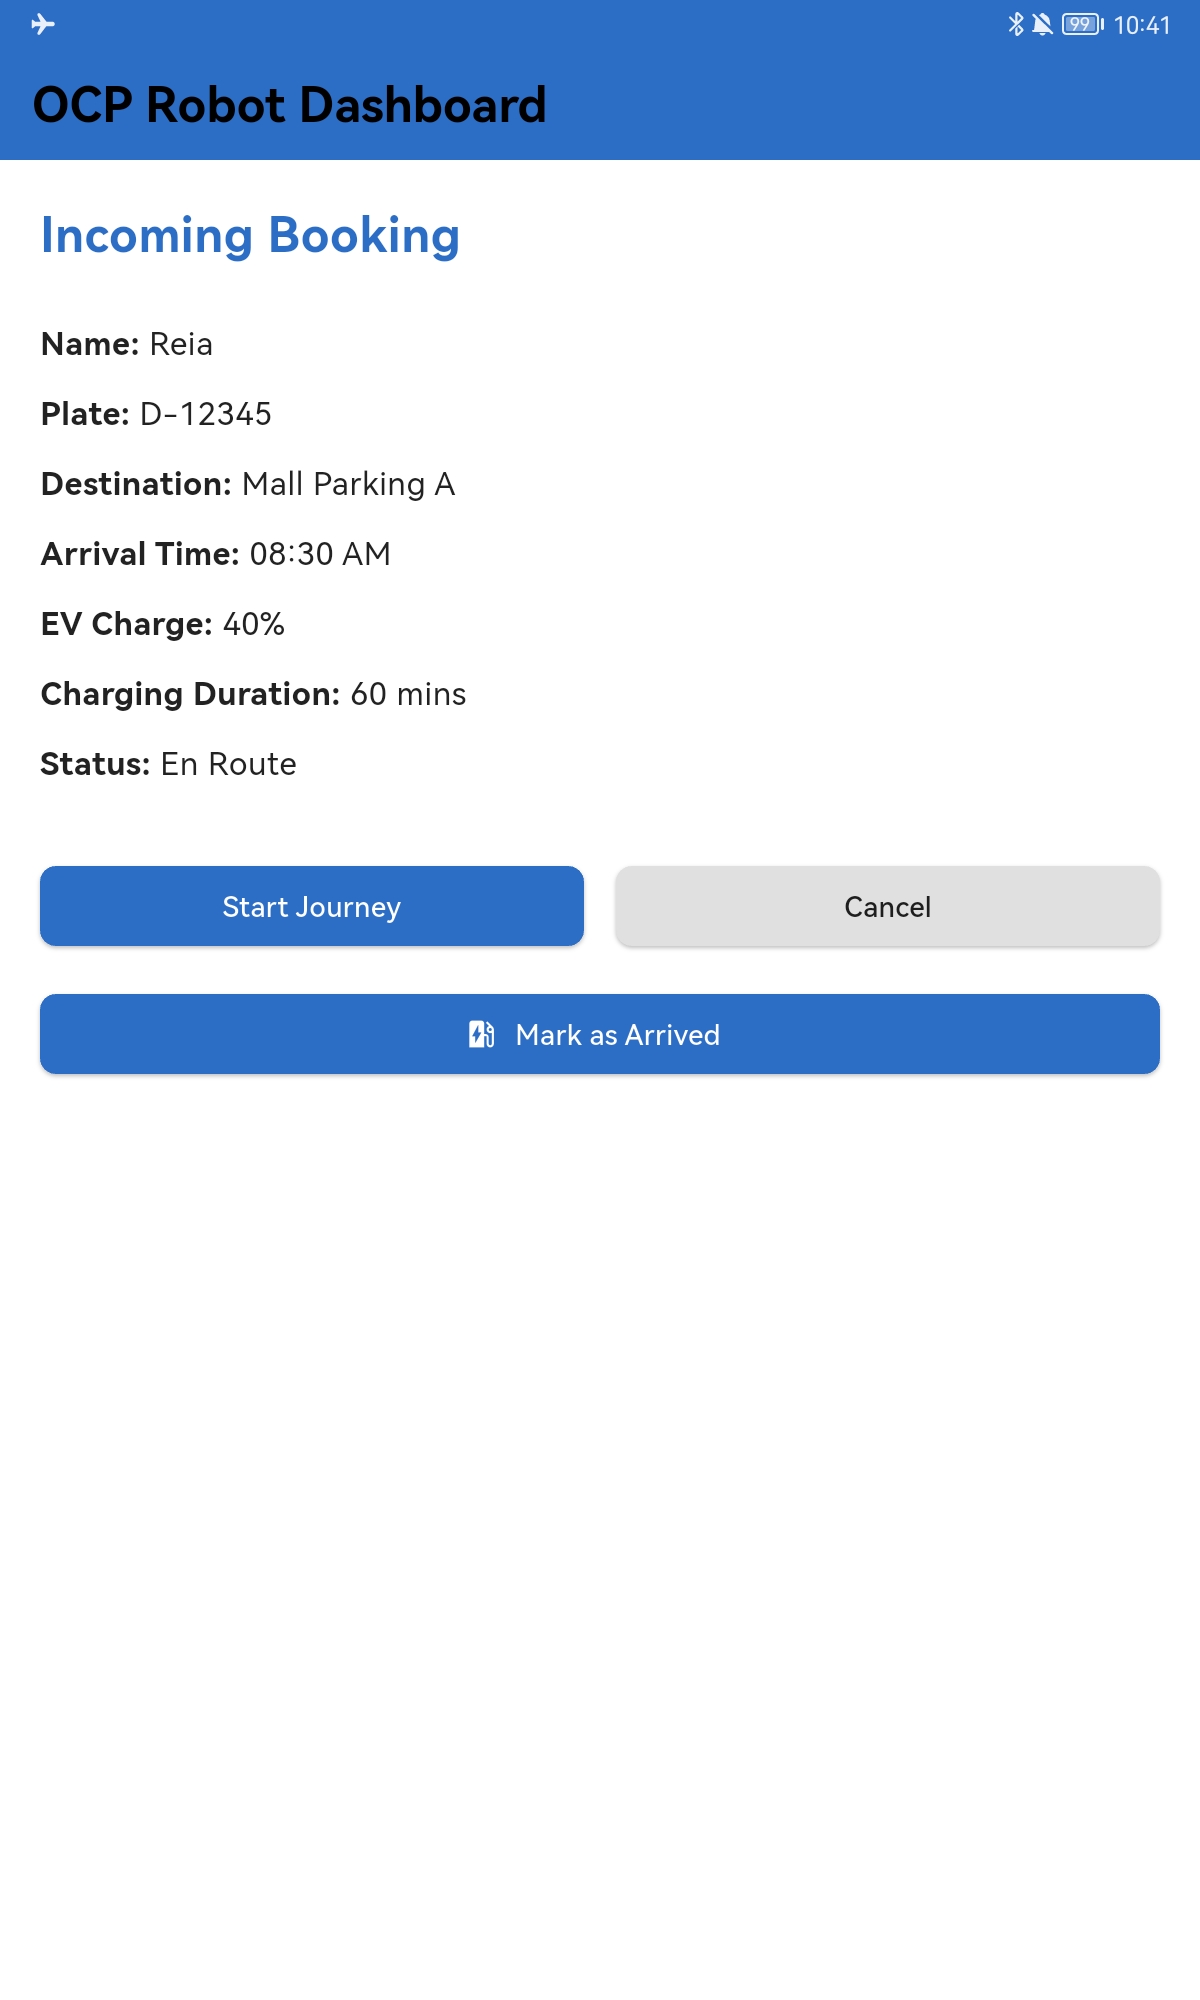 99 10:41
OCP Robot Dashboard
Incoming Booking
Name: Reia
Plate: D-12345
Destination: Mall Parking A
Arrival Time: 08:30 AM
EV Charge: 40%
Charging Duration: 60 mins
Status: En Route
Start Journey
Cancel
Mark as Arrived